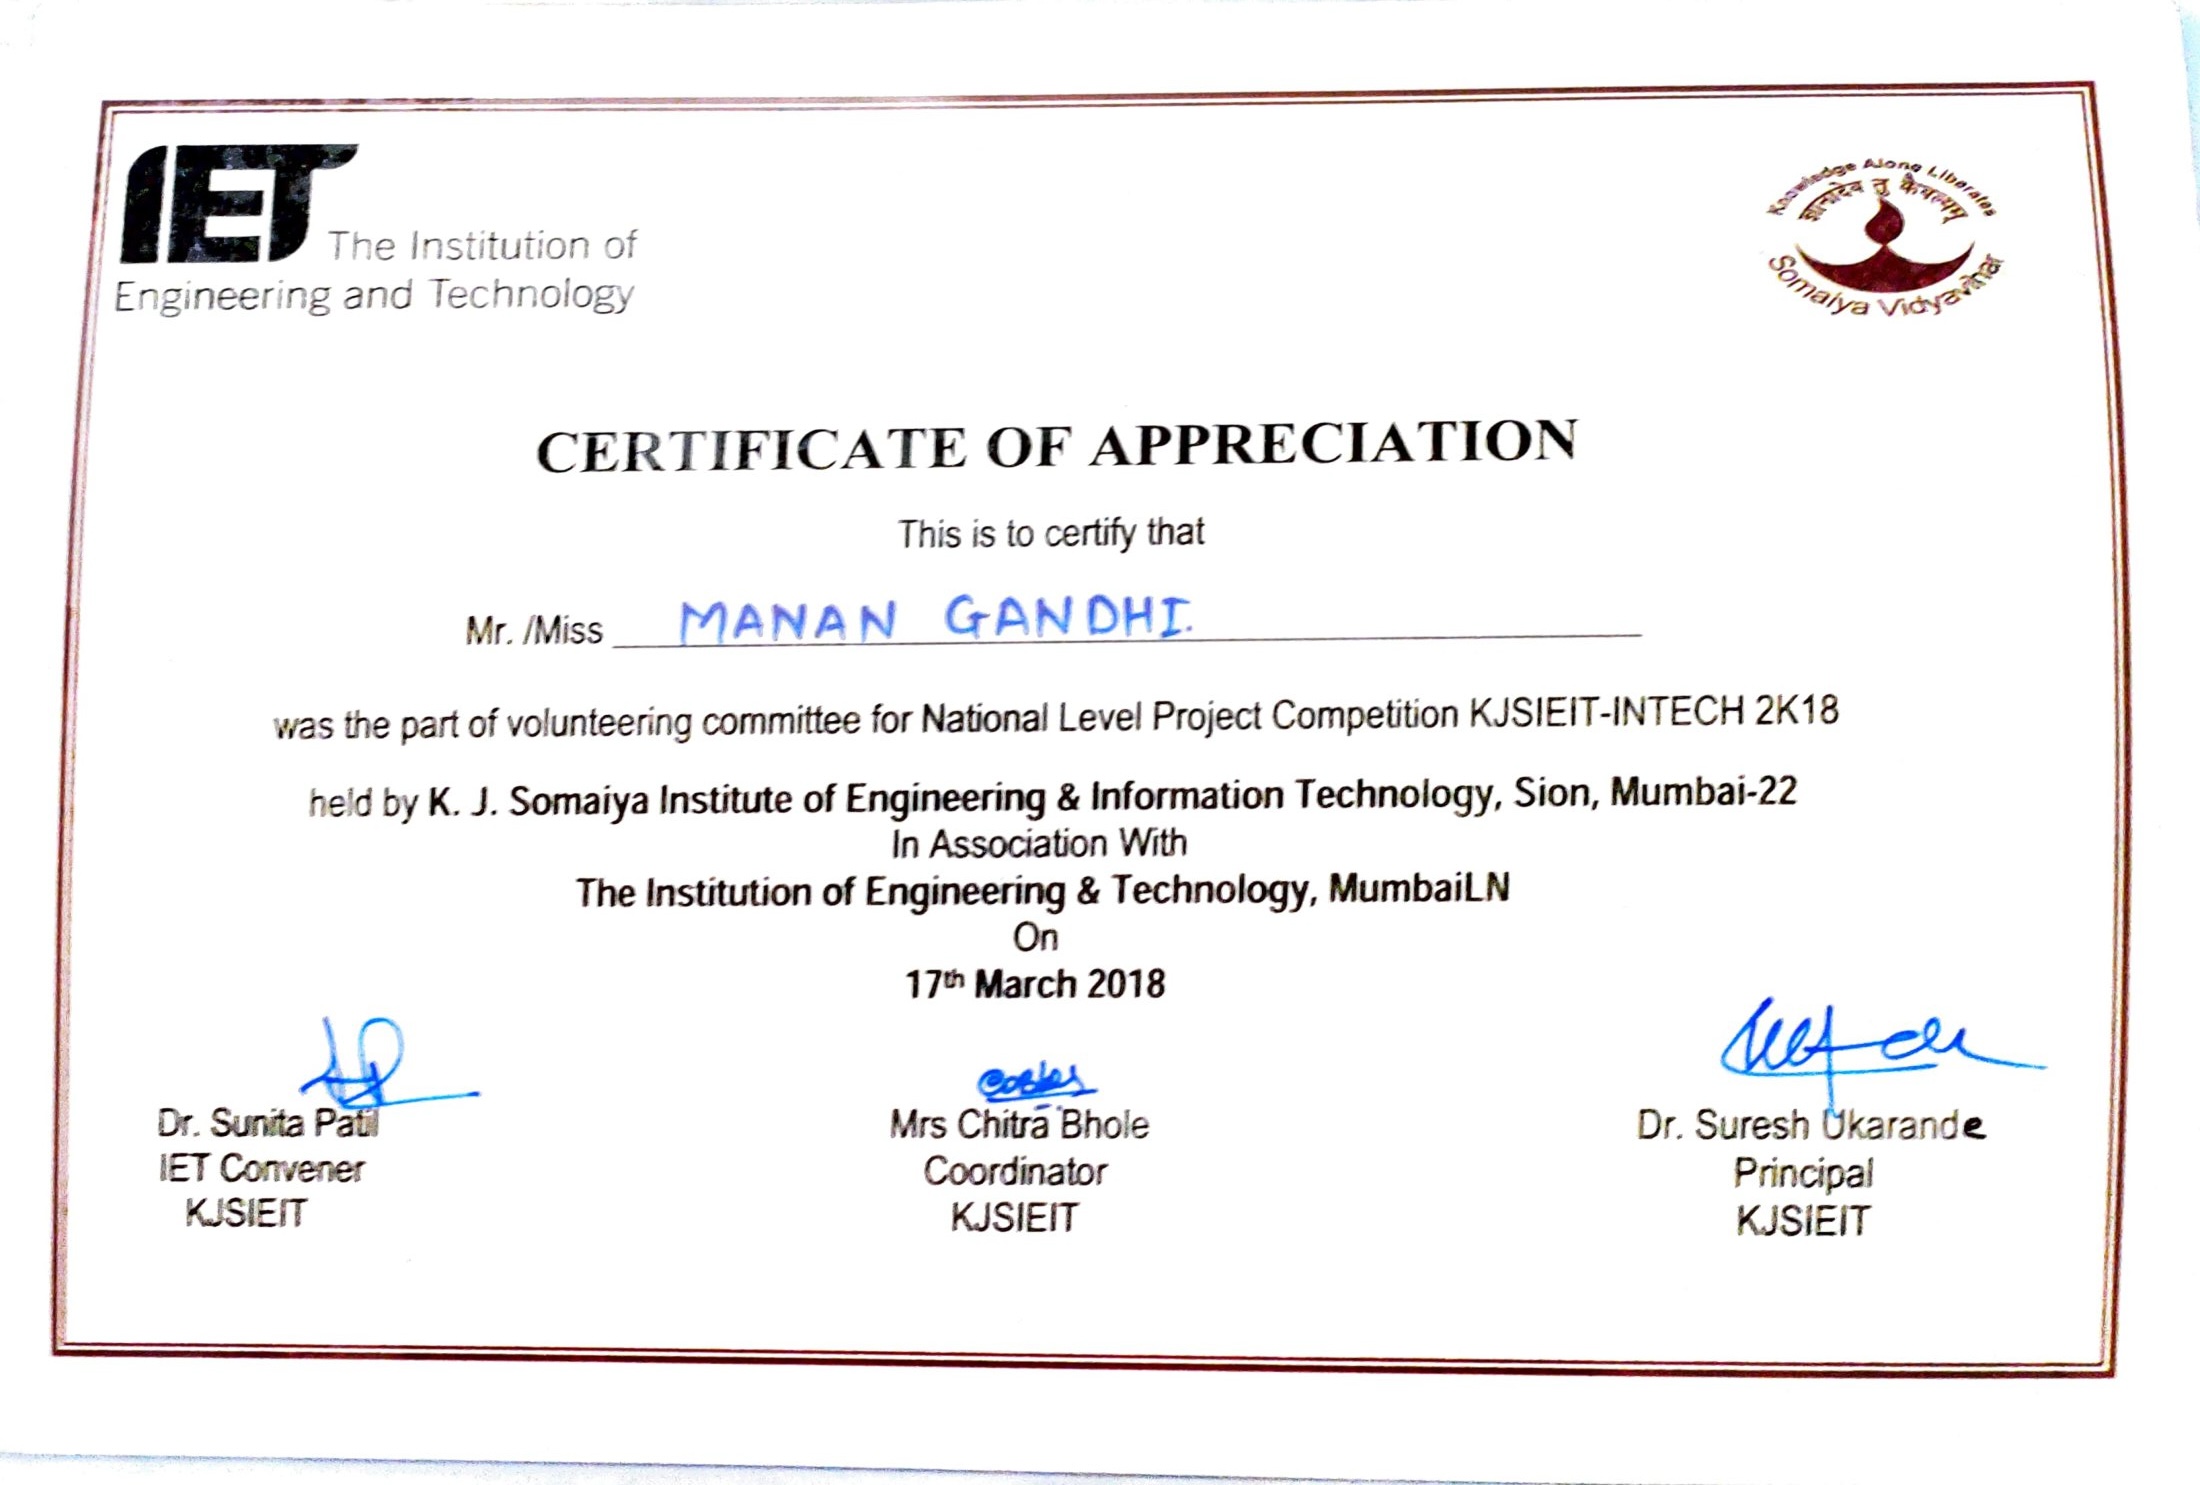 IET The Institution of
Engineering and Technology
Knowledge Alone Liberates
ज्ञानादेव तु कैवल्यम्
Somaiya Vidyavihar
CERTIFICATE OF APPRECIATION
This is to certify that
Mr. /Miss MANAN GANDHI.
was the part of volunteering committee for National Level Project Competition KJSIEIT-INTECH 2K18
held by K. J. Somaiya Institute of Engineering & Information Technology, Sion, Mumbai-22
In Association With
The Institution of Engineering & Technology, MumbaiLN
On
17th March 2018
Dr. Sunita Patil
IET Convener
KJSIEIT
Mrs Chitra Bhole
Coordinator
KJSIEIT
Dr. Suresh Ukarande
Principal
KJSIEIT